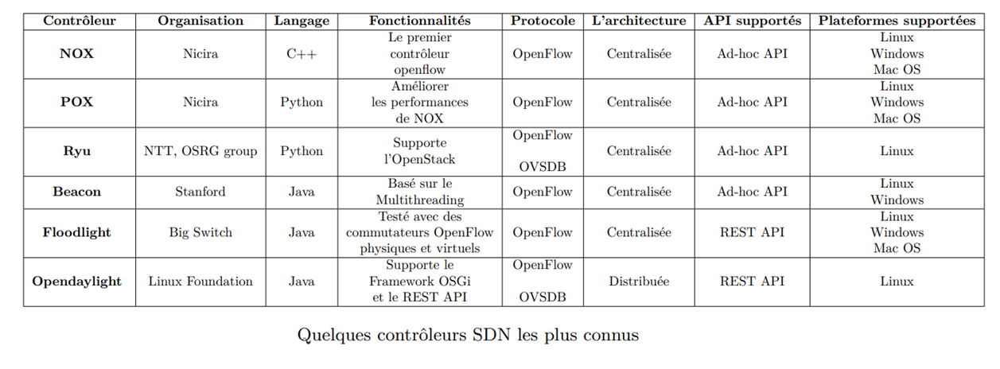 Contrôleur Organisation Langage Fonctionnalités Protocole L'architecture API supportés Plateformes supportées
NOX Nicira C++ Le premier contrôleur openflow OpenFlow Centralisée Ad-hoc API Linux Windows Mac OS
POX Nicira Python Améliorer les performances de NOX OpenFlow Centralisée Ad-hoc API Linux Windows Mac OS
Ryu NTT, OSRG group Python Supporte l'OpenStack OpenFlow OVSDB Centralisée Ad-hoc API Linux
Beacon Stanford Java Basé sur le Multithreading OpenFlow Centralisée Ad-hoc API Linux Windows
Floodlight Big Switch Java Testé avec des commutateurs OpenFlow physiques et virtuels OpenFlow Centralisée REST API Linux Windows Mac OS
Opendaylight Linux Foundation Java Supporte le Framework OSGi et le REST API OpenFlow OVSDB Distribuée REST API Linux
Quelques contrôleurs SDN les plus connus